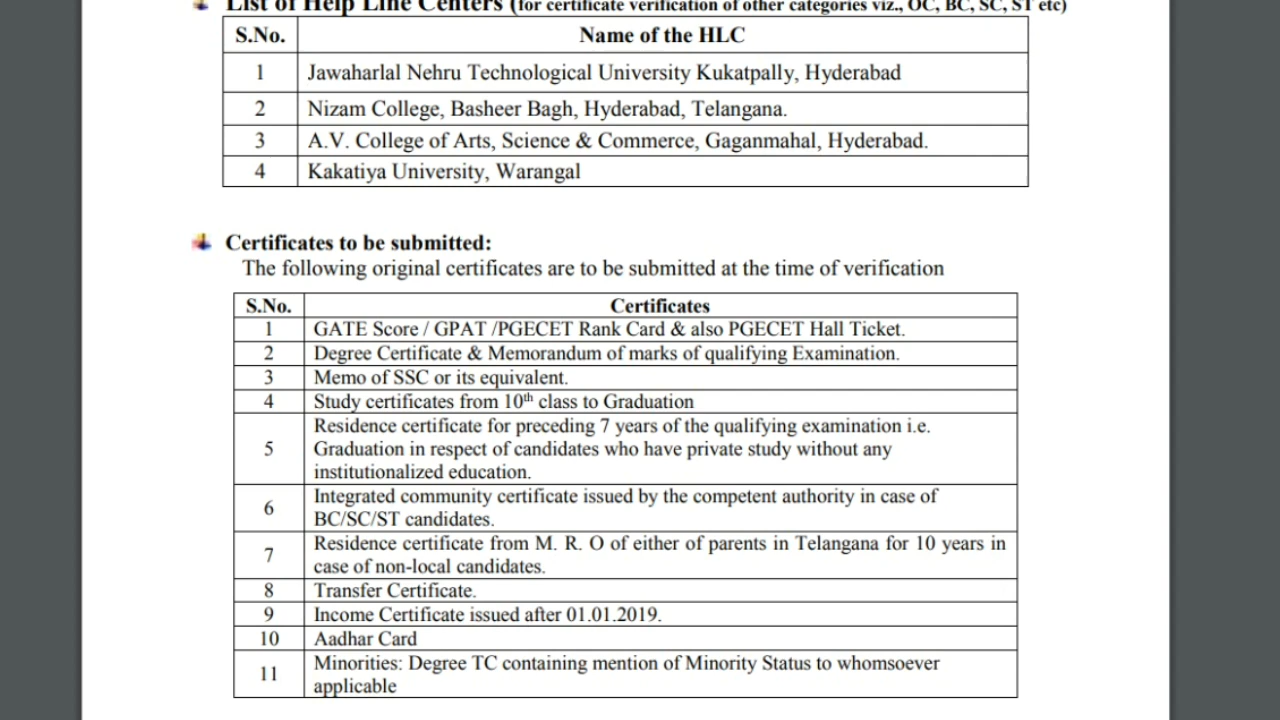 List of Help Line Centers (for certificate verification of other categories viz., OC, BC, SC, ST etc)
S.No. Name of the HLC
1 Jawaharlal Nehru Technological University Kukatpally, Hyderabad
2 Nizam College, Basheer Bagh, Hyderabad, Telangana.
3 A.V. College of Arts, Science & Commerce, Gaganmahal, Hyderabad.
4 Kakatiya University, Warangal
Certificates to be submitted:
The following original certificates are to be submitted at the time of verification
S.No. Certificates
1 GATE Score / GPAT /PGECET Rank Card & also PGECET Hall Ticket.
2 Degree Certificate & Memorandum of marks of qualifying Examination.
3 Memo of SSC or its equivalent.
4 Study certificates from 10th class to Graduation
5 Residence certificate for preceding 7 years of the qualifying examination i.e.
Graduation in respect of candidates who have private study without any
institutionalized education.
6 Integrated community certificate issued by the competent authority in case of
BC/SC/ST candidates.
7 Residence certificate from M. R. O of either of parents in Telangana for 10 years in
case of non-local candidates.
8 Transfer Certificate.
9 Income Certificate issued after 01.01.2019.
10 Aadhar Card
11 Minorities: Degree TC containing mention of Minority Status to whomsoever
applicable